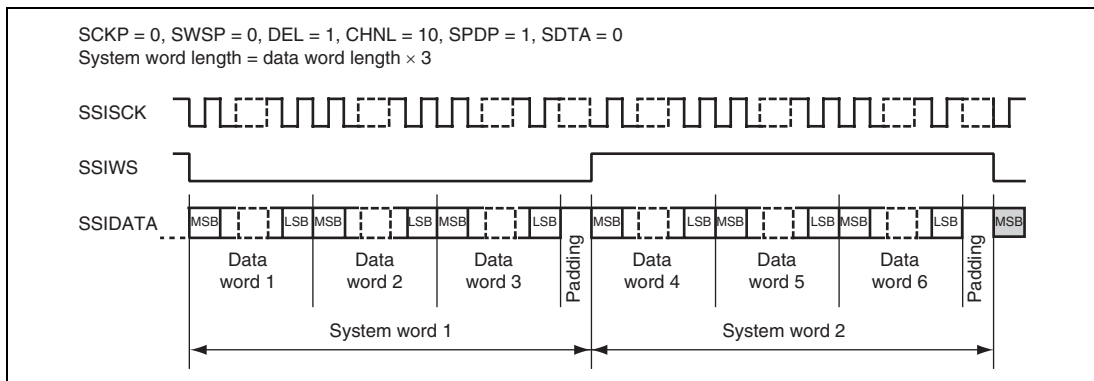 SCKP = 0, SWSP = 0, DEL = 1, CHNL = 10, SPDP = 1, SDTA = 0
System word length = data word length × 3
SSISCK
SSIWS
SSIDATA
MSB LSB MSB LSB MSB LSB MSB LSB MSB LSB MSB LSB MSB
Data word 1
Data word 2
Data word 3
Padding
Data word 4
Data word 5
Data word 6
Padding
System word 1
System word 2